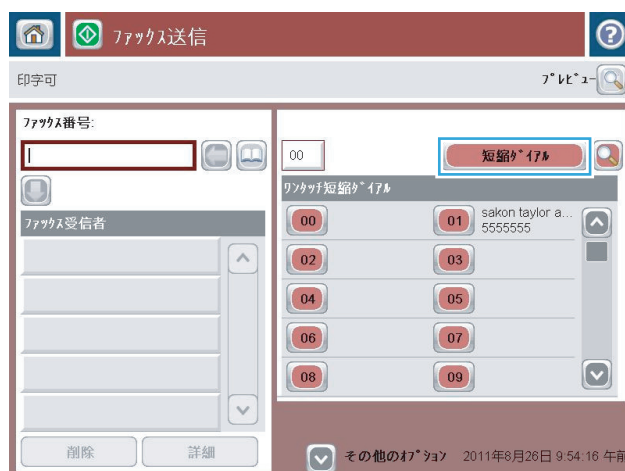 ﾌｧｯｸｽ送信
印字可
ﾌﾟﾚﾋﾞｭｰ
ﾌｧｯｸｽ番号:
00
短縮ﾀﾞｲｱﾙ
ﾜﾝﾀｯﾁ短縮ﾀﾞｲｱﾙ
ﾌｧｯｸｽ受信者
00
01
sakon taylor a...
5555555
02
03
04
05
06
07
08
09
削除
詳細
その他のｵﾌﾟｼｮﾝ
2011年8月26日 9:54:16 午前